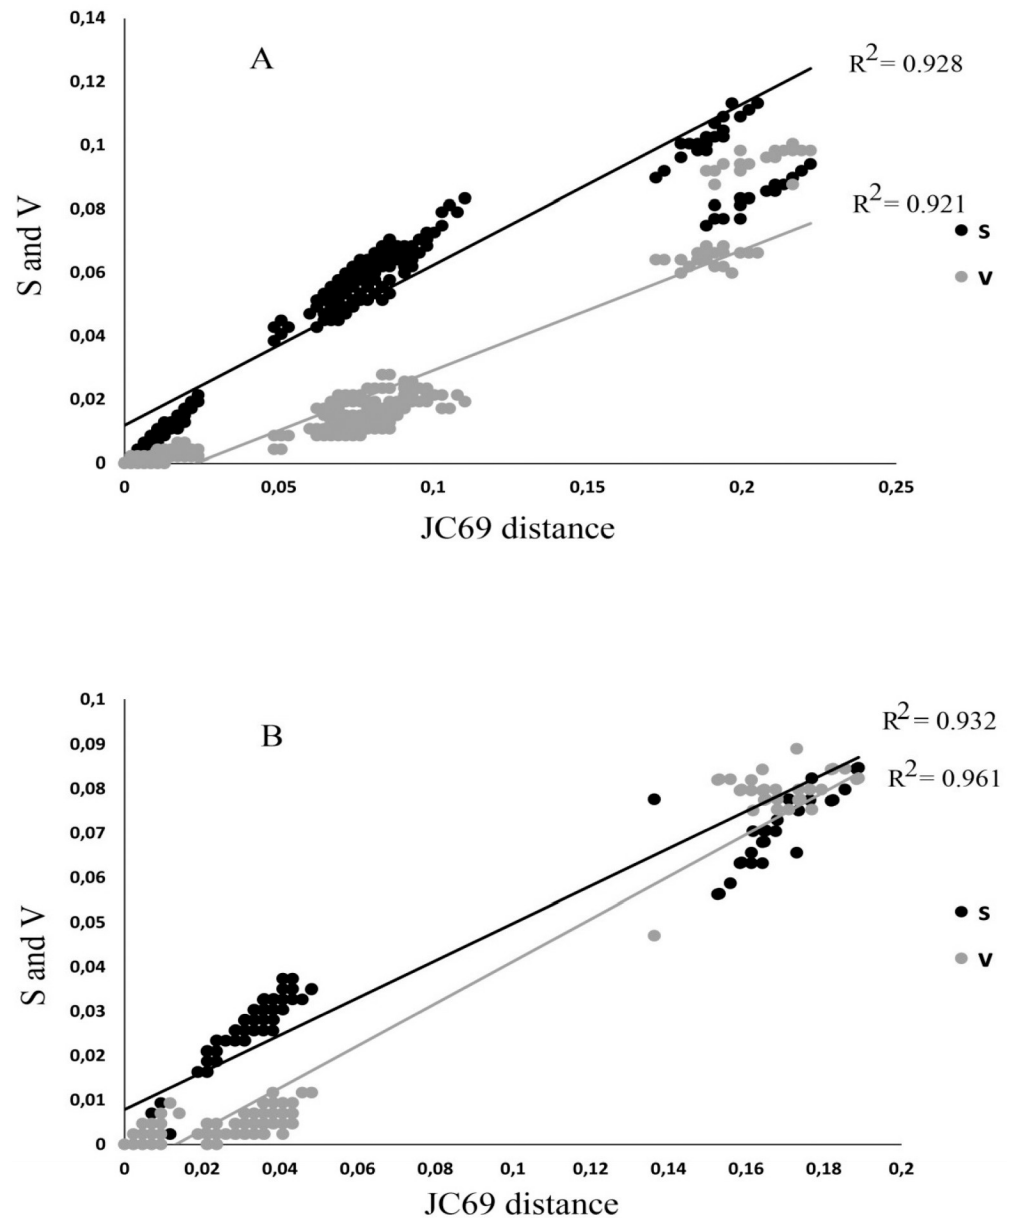 0,14
A
R2 = 0.928
0,12
0,1
0,08
R2 = 0.921
S
0,06
V
0,04
0,02
0
S and V
0 0,05 0,1 0,15 0,2 0,25
JC69 distance
0,1
B
R2 = 0.932
0,09
0,08
R2 = 0.961
0,07
0,06
S
0,05
0,04
V
0,03
0,02
0,01
0
S and V
0 0,02 0,04 0,06 0,08 0,1 0,12 0,14 0,16 0,18 0,2
JC69 distance